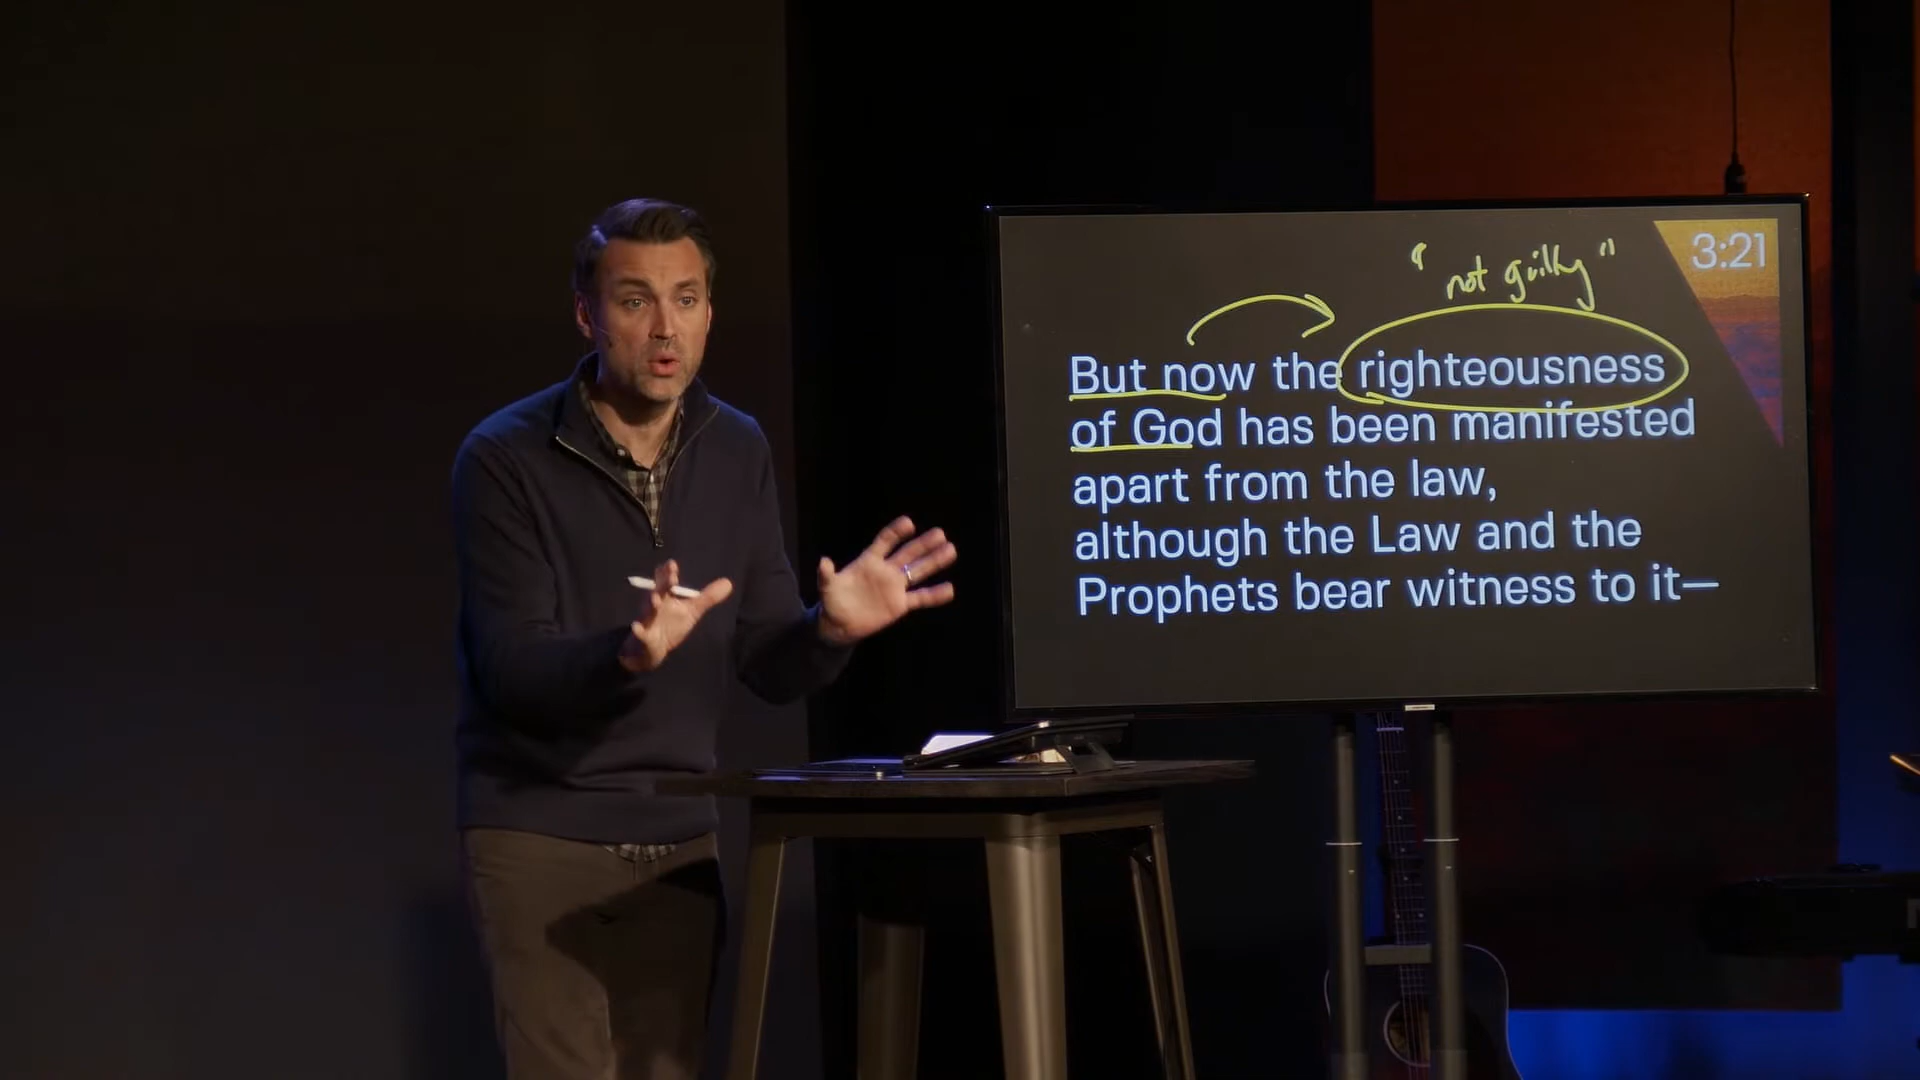 3:21
"not guilty"
But now the righteousness
of God has been manifested
apart from the law,
although the Law and the
Prophets bear witness to it—